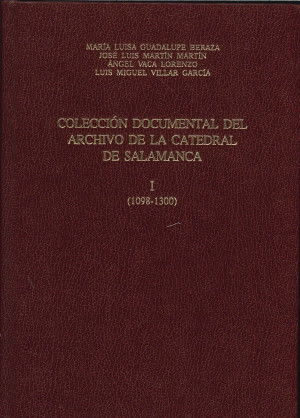 MARÍA LUISA GUADALUPE BERAZA
JOSÉ LUIS MARTÍN MARTÍN
ÁNGEL VACA LORENZO
LUIS MIGUEL VILLAR GARCÍA
COLECCIÓN DOCUMENTAL DEL
ARCHIVO DE LA CATEDRAL
DE SALAMANCA
I
(1098-1300)